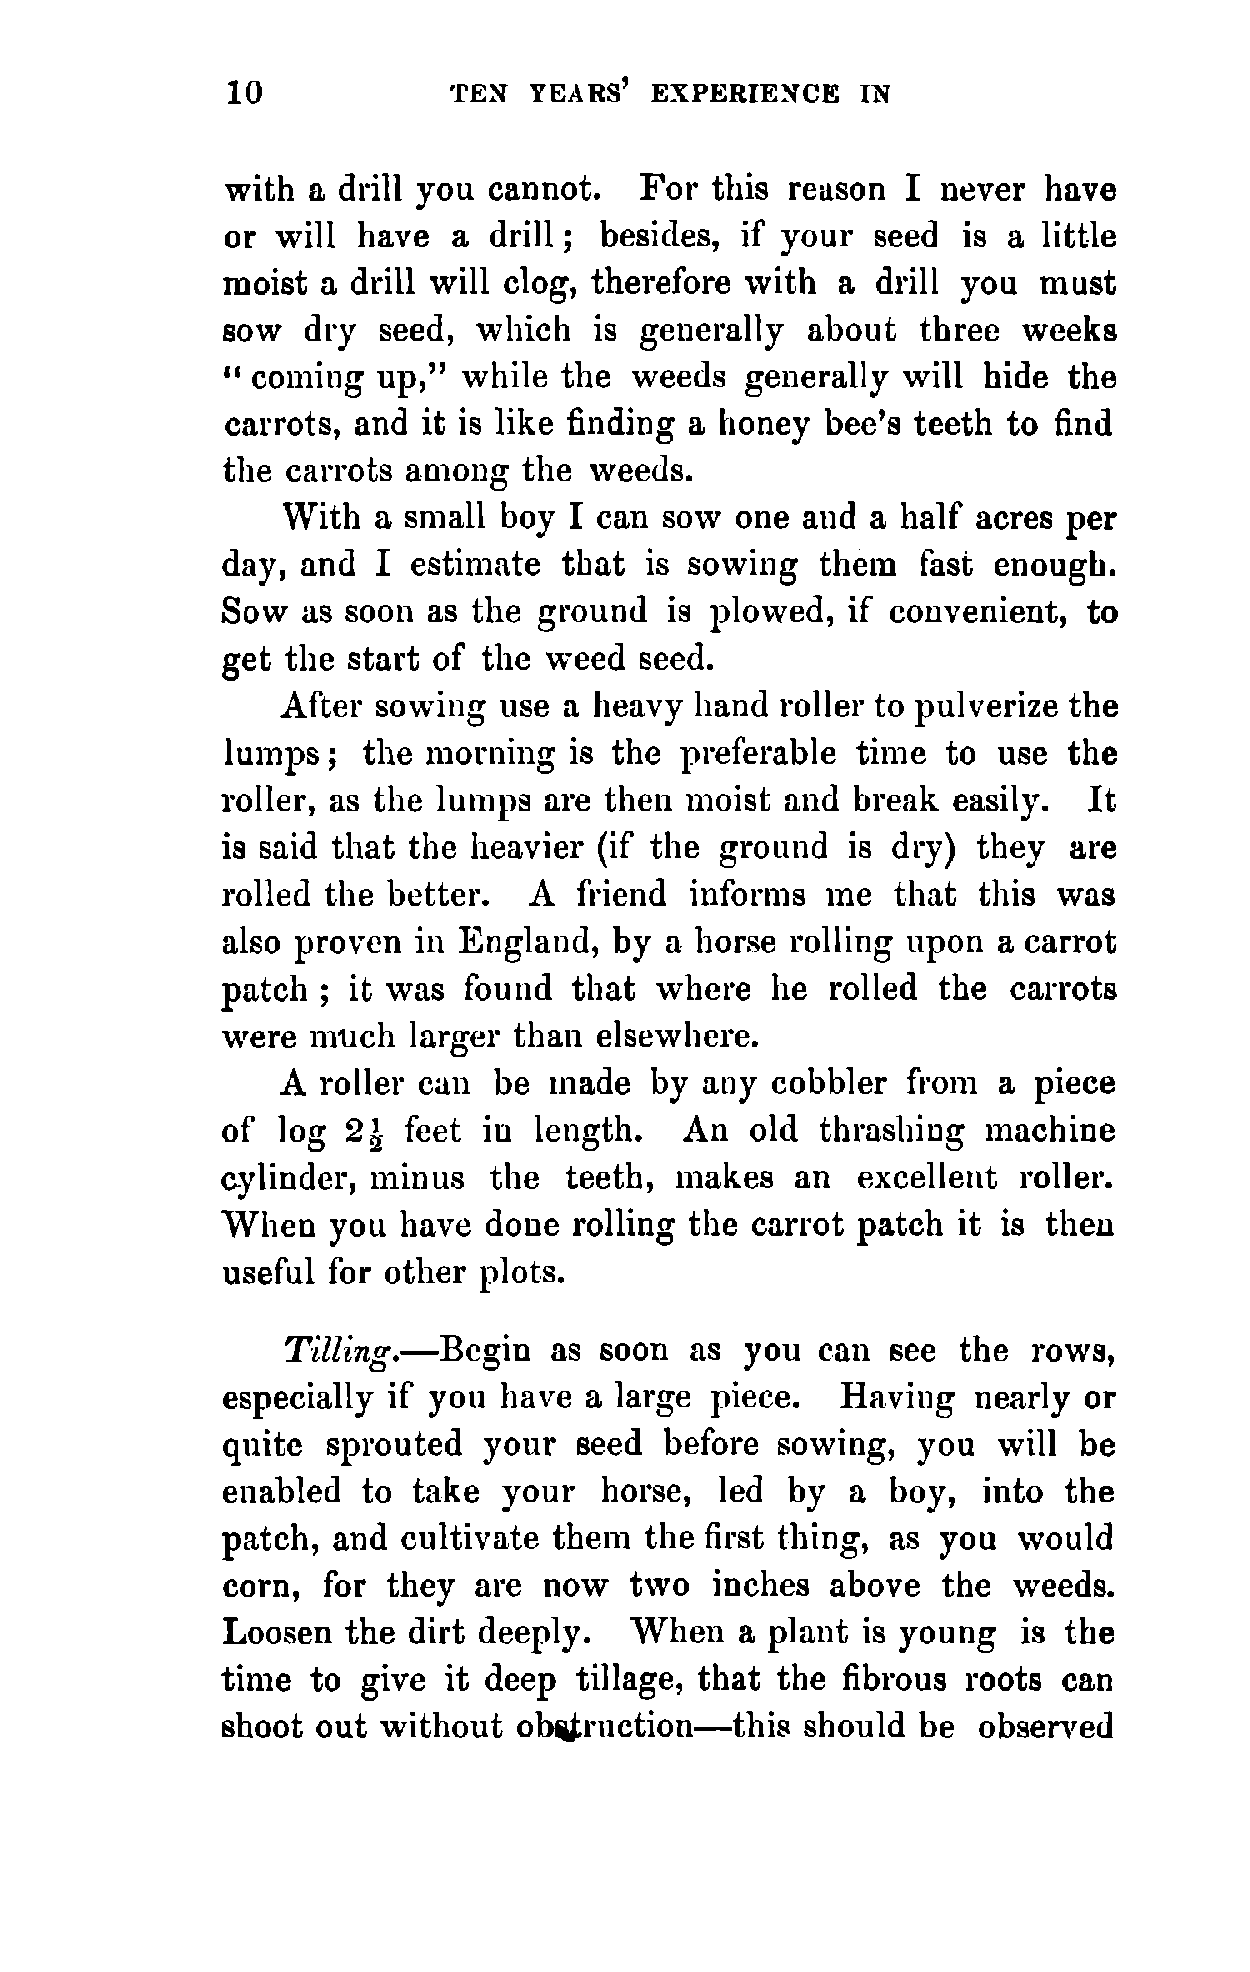 10 TEN YEARS' EXPERIENCE IN
with a drill you cannot. For this reason I never have
or will have a drill; besides, if your seed is a little
moist a drill will clog, therefore with a drill you must
sow dry seed, which is generally about three weeks
" coming up," while the weeds generally will hide the
carrots, and it is like finding a honey bee's teeth to find
the carrots among the weeds.
With a small boy I can sow one and a half acres per
day, and I estimate that is sowing them fast enough.
Sow as soon as the ground is plowed, if convenient, to
get the start of the weed seed.
After sowing use a heavy hand roller to pulverize the
lumps; the morning is the preferable time to use the
roller, as the lumps are then moist and break easily. It
is said that the heavier (if the ground is dry) they are
rolled the better. A friend informs me that this was
also proven in England, by a horse rolling upon a carrot
patch ; it was found that where he rolled the carrots
were much larger than elsewhere.
A roller can be made by any cobbler from a piece
of log 2½ feet in length. An old thrashing machine
cylinder, minus the teeth, makes an excellent roller.
When you have done rolling the carrot patch it is then
useful for other plots.
Tilling.—Begin as soon as you can see the rows,
especially if you have a large piece. Having nearly or
quite sprouted your seed before sowing, you will be
enabled to take your horse, led by a boy, into the
patch, and cultivate them the first thing, as you would
corn, for they are now two inches above the weeds.
Loosen the dirt deeply. When a plant is young is the
time to give it deep tillage, that the fibrous roots can
shoot out without obstruction—this should be observed